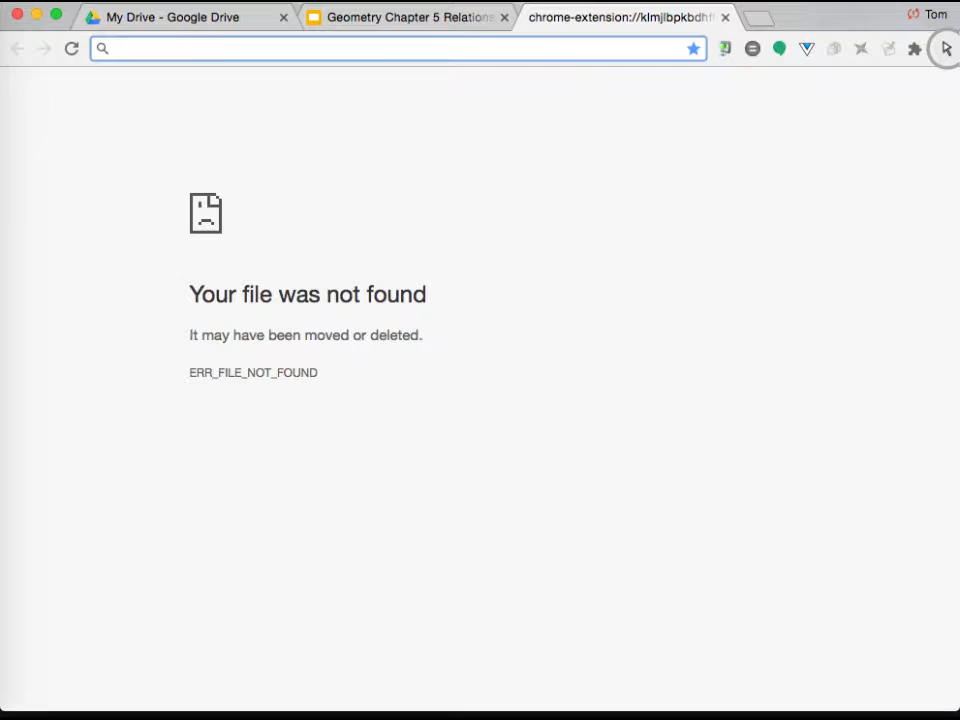 My Drive - Google Drive
Geometry Chapter 5 Relations
chrome-extension://klmjlbpkbdhf
Tom
Your file was not found
It may have been moved or deleted.
ERR_FILE_NOT_FOUND